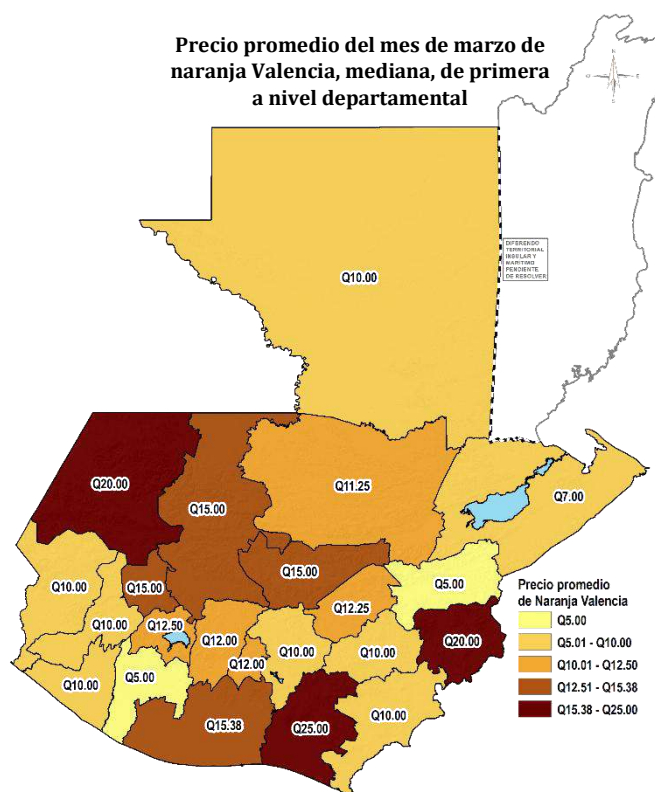 Precio promedio del mes de marzo de
naranja Valencia, mediana, de primera
a nivel departamental
N
O
E
S
DIFERENDO
TERRITORIAL
INSULAR Y
MARITIMO
PENDIENTE
DE RESOLVER
Q10.00
Q20.00
Q11.25
Q15.00
Q7.00
Q10.00
Q15.00
Q15.00
Q5.00
Q12.25
Q10.00
Q12.50
Q12.00
Q12.00
Q10.00
Q10.00
Q20.00
Q10.00
Q5.00
Q15.38
Q25.00
Q10.00
Precio promedio
de Naranja Valencia
Q5.00
Q5.01 - Q10.00
Q10.01 - Q12.50
Q12.51 - Q15.38
Q15.38 - Q25.00